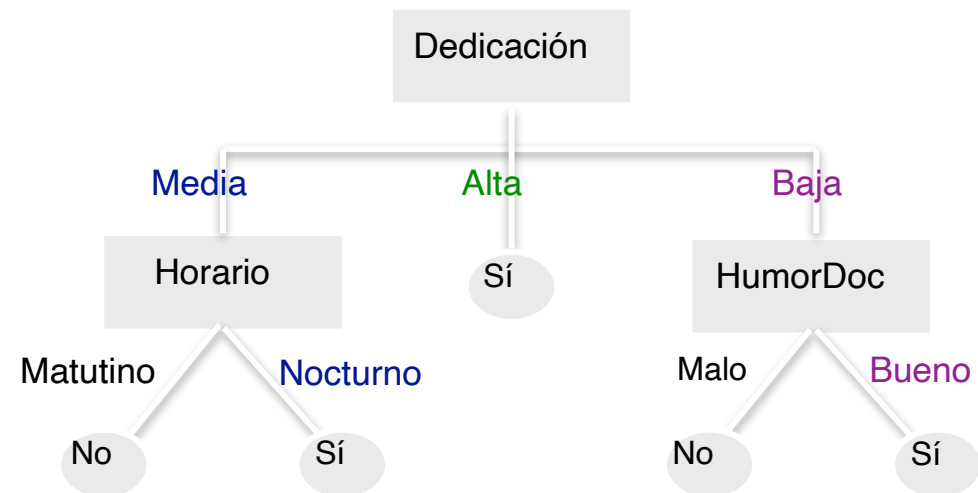 Dedicación
Media
Alta
Baja
Horario
Sí
HumorDoc
Matutino
Nocturno
Malo
Bueno
No
Sí
No
Sí